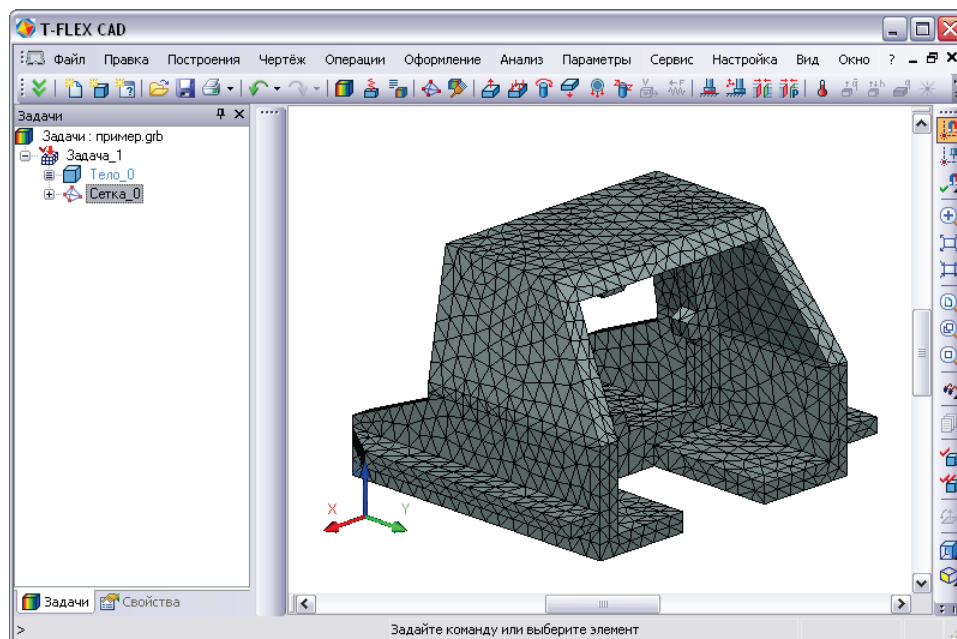 T-FLEX CAD
Файл Правка Построения Чертёж Операции Оформление Анализ Параметры Сервис Настройка Вид Окно ?
Задачи
Задачи : пример.grb
Задача_1
Тело_0
Сетка_0
X
Y
Задачи Свойства
> Задайте команду или выберите элемент